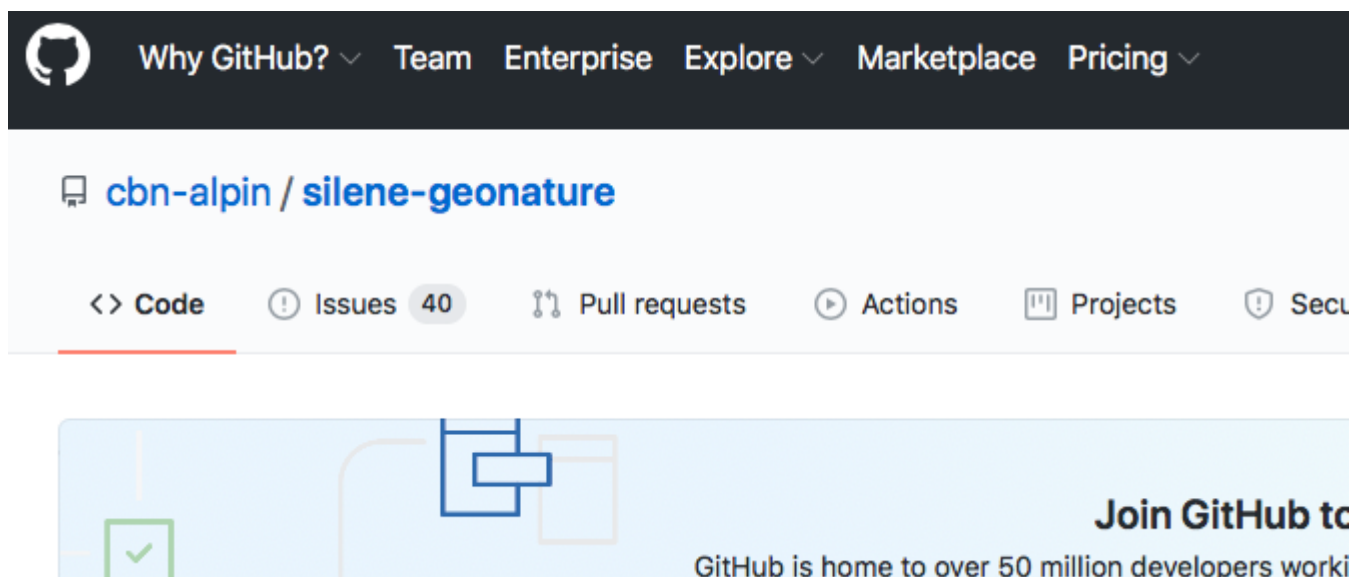 Why GitHub? Team Enterprise Explore Marketplace Pricing
cbn-alpin / silene-geonature
<> Code Issues 40 Pull requests Actions Projects
Join GitHub
GitHub is home to over 50 million developers